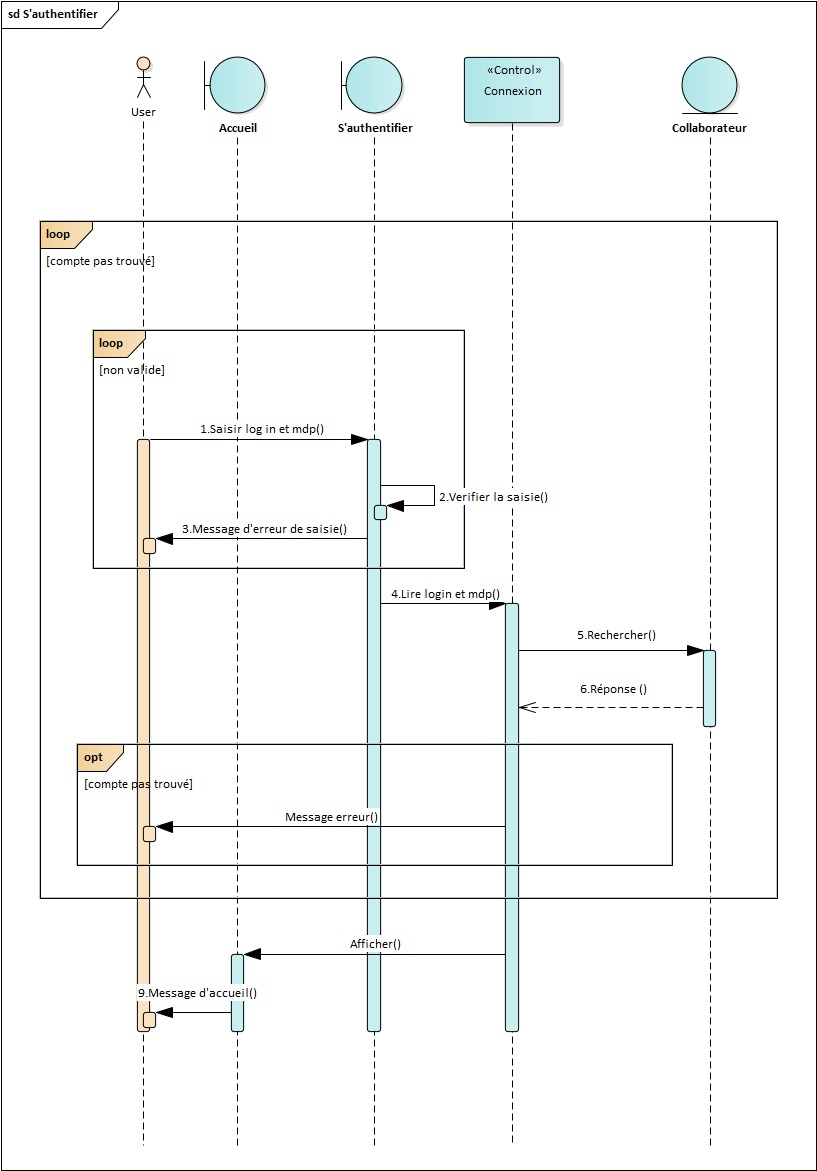 sd S'authentifier
«Control»
Connexion
User
Accueil
S'authentifier
Collaborateur
loop
[compte pas trouvé]
loop
[non valide]
1.Saisir log in et mdp()
2.Verifier la saisie()
3.Message d'erreur de saisie()
4.Lire login et mdp()
5.Rechercher()
6.Réponse ()
opt
[compte pas trouvé]
Message erreur()
Afficher()
9.Message d'accueil()